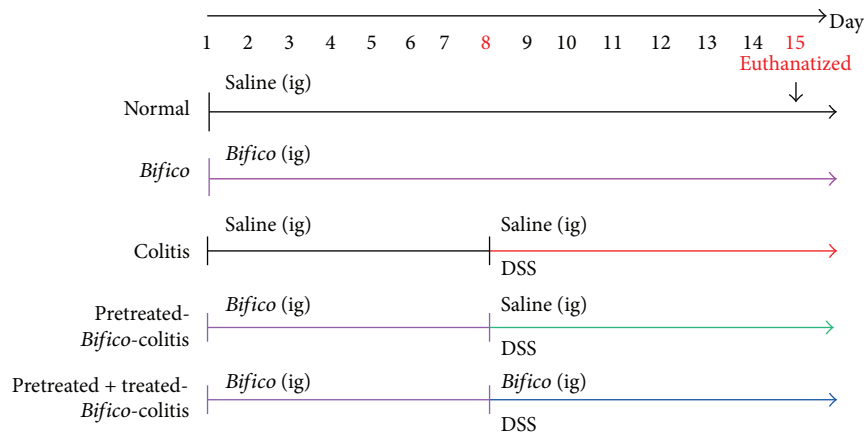 Day
1 2 3 4 5 6 7 8 9 10 11 12 13 14 15
Euthanatized
Saline (ig)
Normal
Bifico (ig)
Bifico
Saline (ig) Saline (ig)
Colitis
DSS
Bifico (ig) Saline (ig)
Pretreated-
Bifico-colitis
DSS
Pretreated + treated-
Bifico (ig) Bifico (ig)
Bifico-colitis
DSS